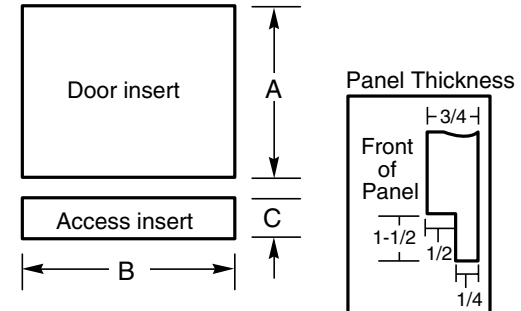 Door insert
A
Access insert
C
B
Panel Thickness
3/4
Front
of
Panel
1-1/2
1/2
1/4